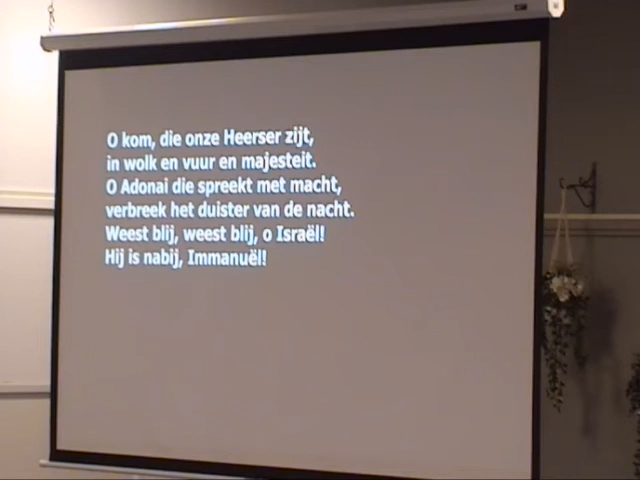 O kom, die onze Heerser zijt,
in wolk en vuur en majesteit.
O Adonai die spreekt met macht,
verbreek het duister van de nacht.
Weest blij, weest blij, o Israël!
Hij is nabij, Immanuël!